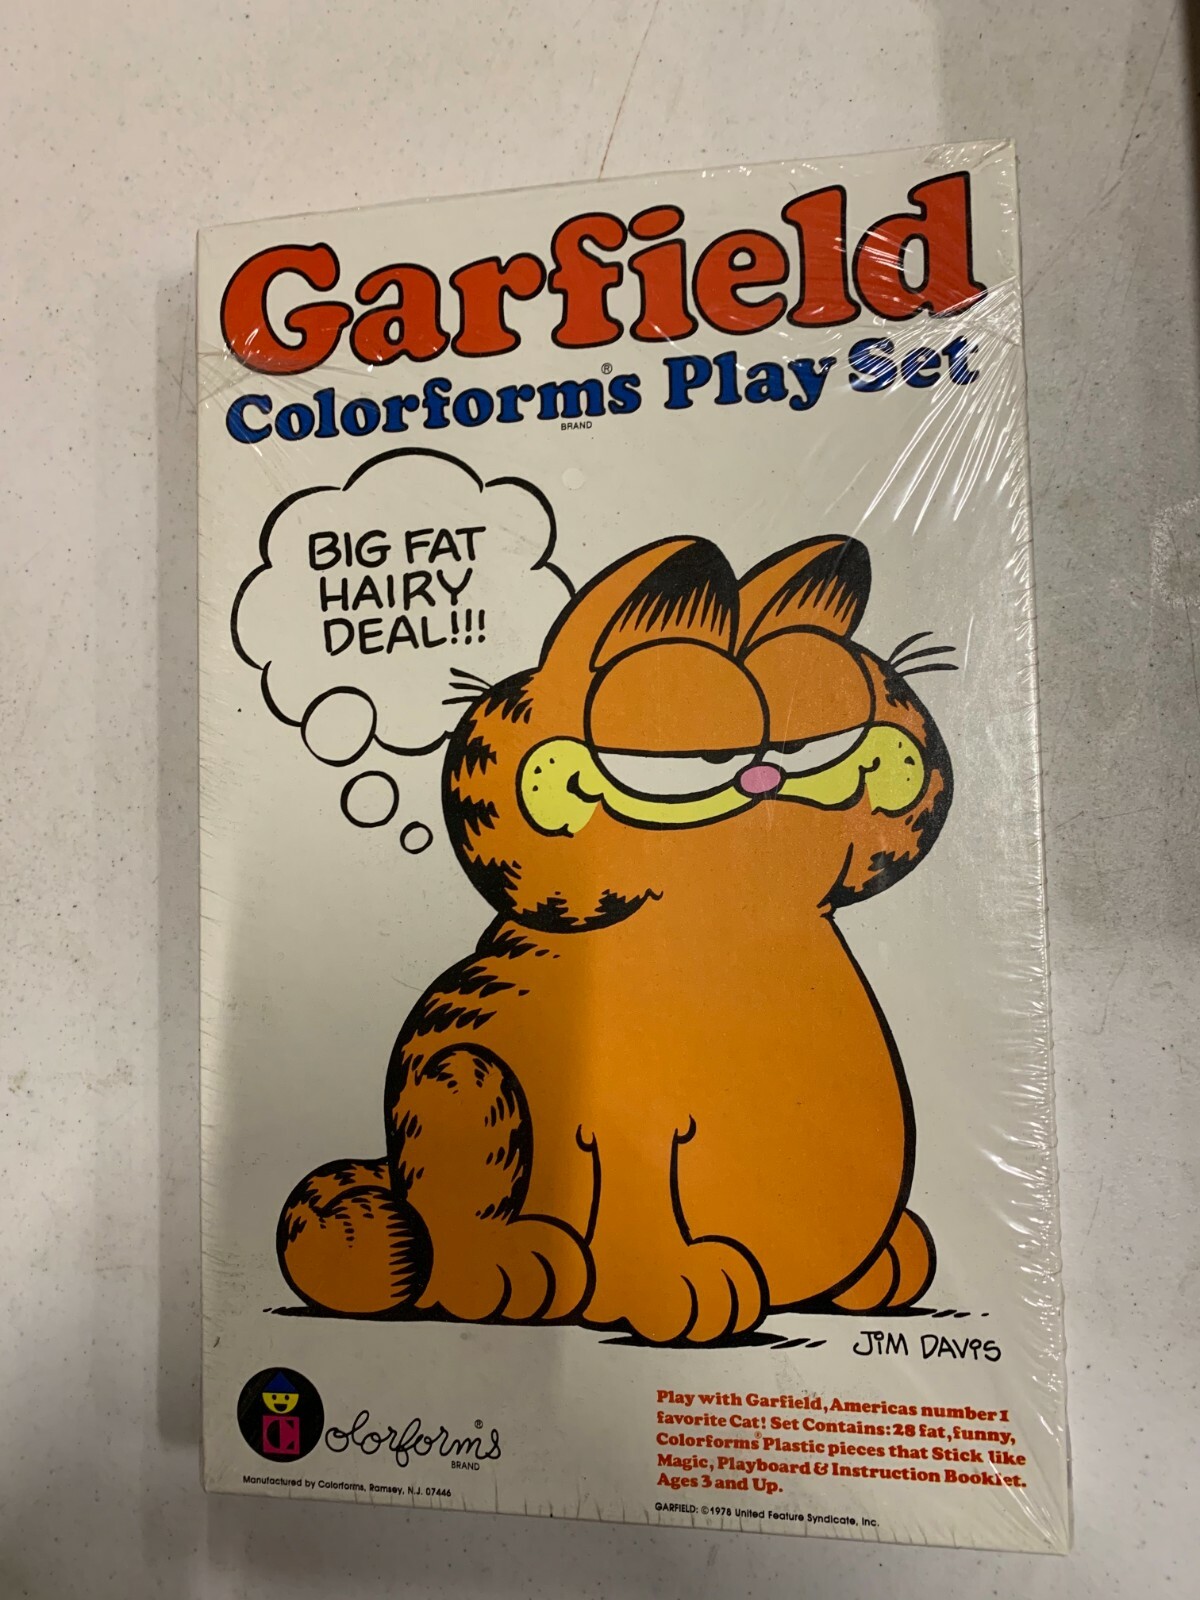 Garfield
Colorforms® Play Set
BRAND
BIG FAT
HAIRY
DEAL!!!
JIM DAVIS
C
olorforms®
BRAND
Manufactured by Colorforms, Ramsey, N.J. 07446
Play with Garfield, Americas number 1
favorite Cat! Set Contains: 28 fat, funny,
Colorforms® Plastic pieces that Stick like
Magic, Playboard & Instruction Booklet.
Ages 3 and Up.
GARFIELD: ©1978 United Feature Syndicate, Inc.